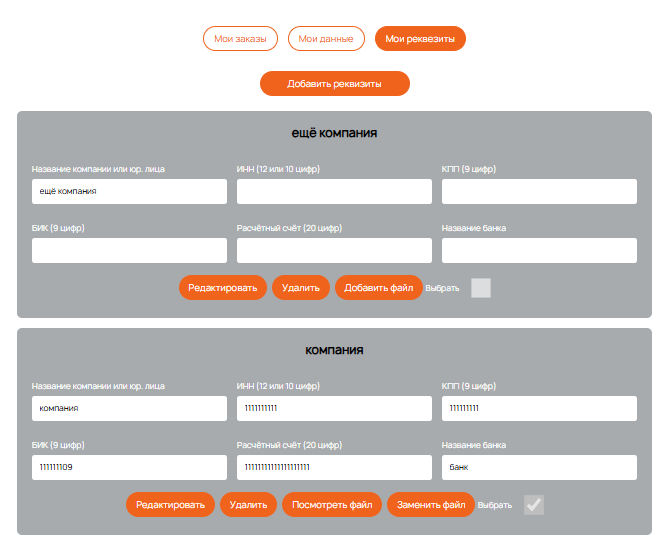 Мои заказы Мои данные Мои реквезиты
Добавить реквизиты
ещё компания
Название компании или юр. лица ИНН (12 или 10 цифр) КПП (9 цифр)
ещё компания
БИК (9 цифр) Расчётный счёт (20 цифр) Название банка
Редактировать Удалить Добавить файл Выбрать
компания
Название компании или юр. лица ИНН (12 или 10 цифр) КПП (9 цифр)
компания 1111111111 111111111
БИК (9 цифр) Расчётный счёт (20 цифр) Название банка
111111109 11111111111111111111 банк
Редактировать Удалить Посмотреть файл Заменить файл Выбрать